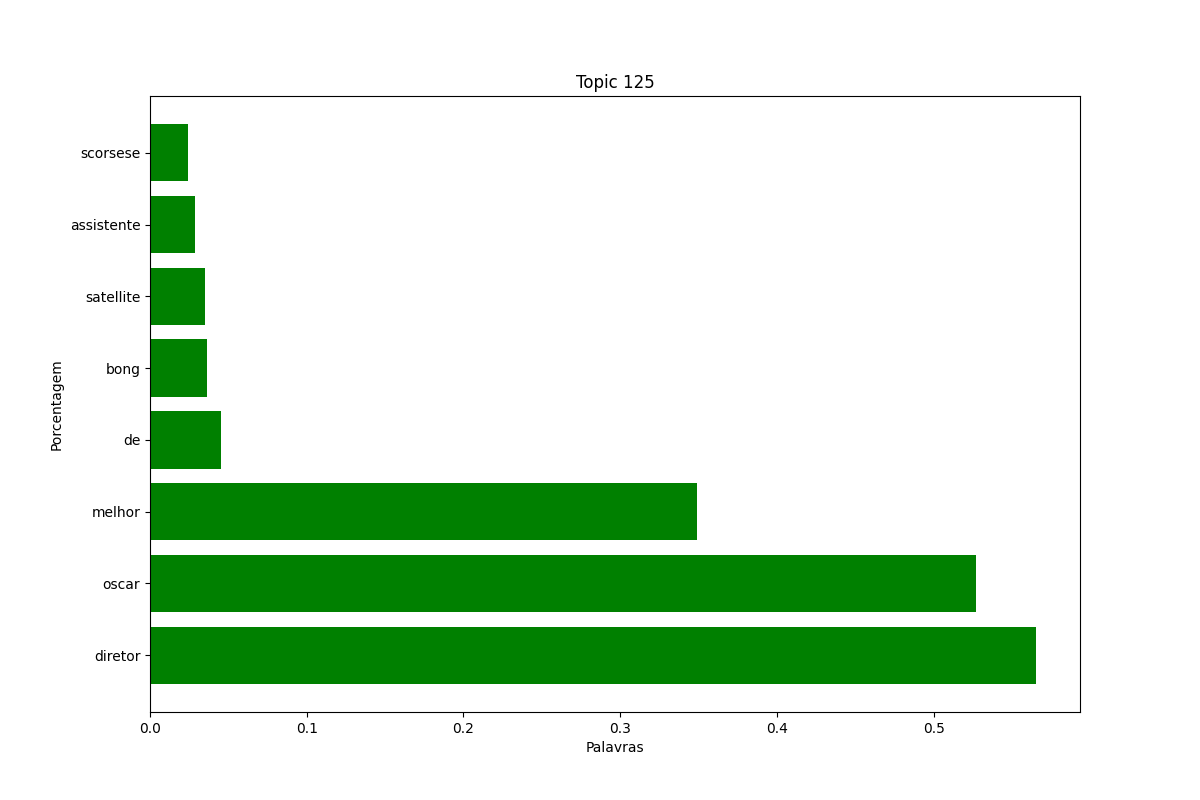 Topic 125
scorsese
assistente
satellite
bong
de
melhor
oscar
diretor
Porcentagem
0.0 0.1 0.2 0.3 0.4 0.5
Palavras